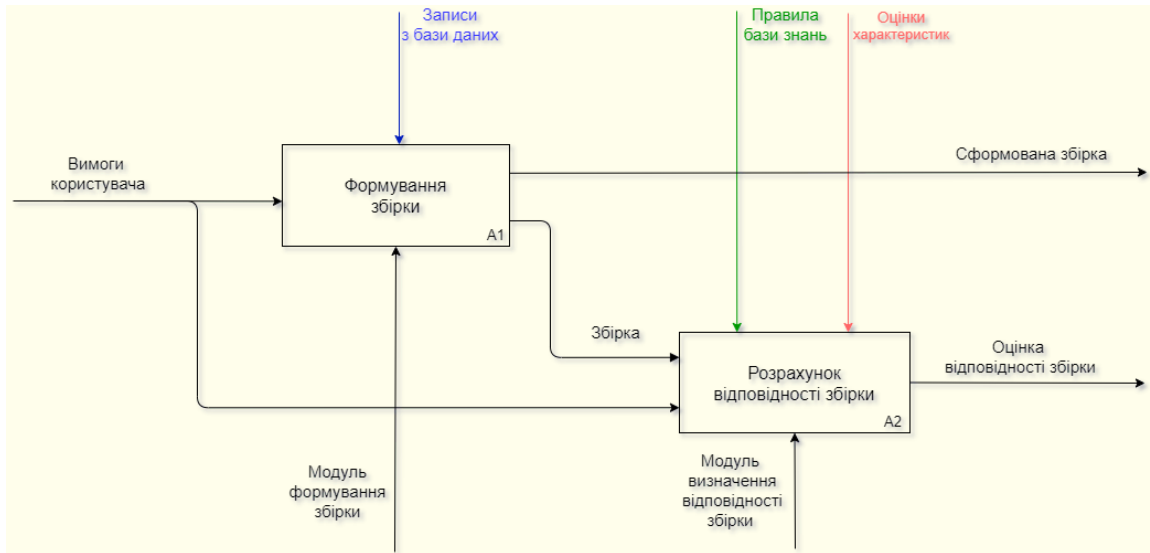 Записи
з бази даних
Правила
бази знань
Оцінки
характеристик
Вимоги
користувача
Формування
збірки
A1
Сформована збірка
Збірка
Розрахунок
відповідності збірки
A2
Оцінка
відповідності збірки
Модуль
формування
збірки
Модуль
визначення
відповідності
збірки